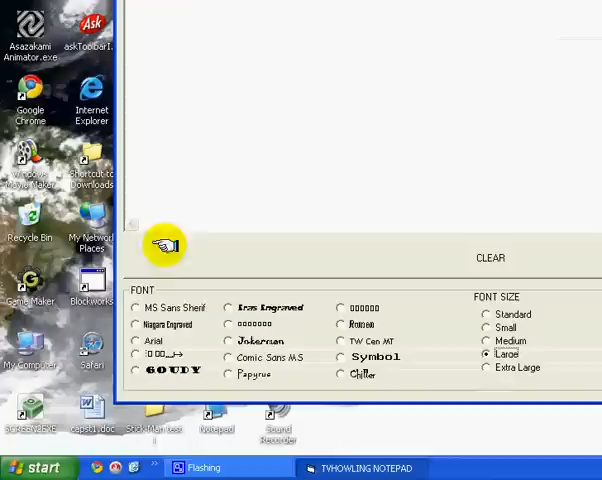 Asazakami
Animator.exe
askToolbarI.
Google
Chrome
Internet
Explorer
Windows
Movie Maker
Shortcut to
Downloads
Recycle Bin
My Network
Places
Game Maker
Blockworks
My Computer
Safari
SCREEN2EXE
capst1.doc
Notepad
Sound
Recorder
CLEAR
FONT
MS Sans Serif
Niagara Engraved
Arial
GOUDY
Eras Engraved
Jokerman
Comic Sans MS
Papyrus
Romeo
TW Cen MT
Symbol
Chiller
FONT SIZE
Standard
Small
Medium
Large
Extra Large
start
Flashing
TVHOWLING NOTEPAD